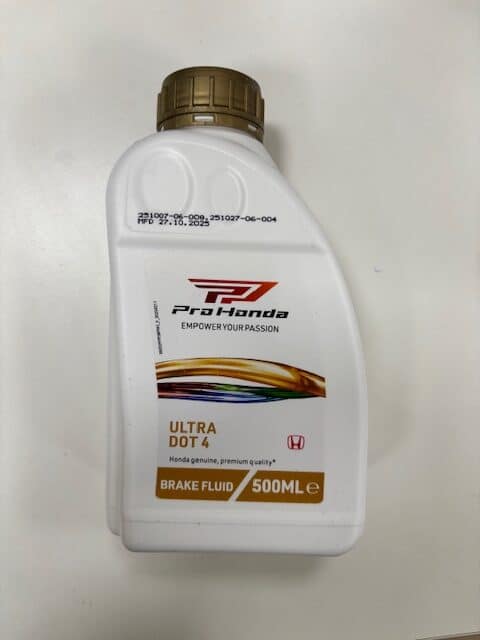 251007-06-009,251027-06-004
MFD 27.10.2025
Pro Honda
EMPOWER YOUR PASSION
ULTRA
DOT 4
Honda genuine, premium quality*
BRAKE FLUID 500ML e